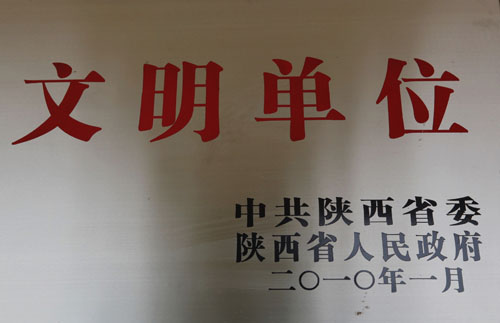 文明单位
中共陕西省委
陕西省人民政府
二〇一〇年一月